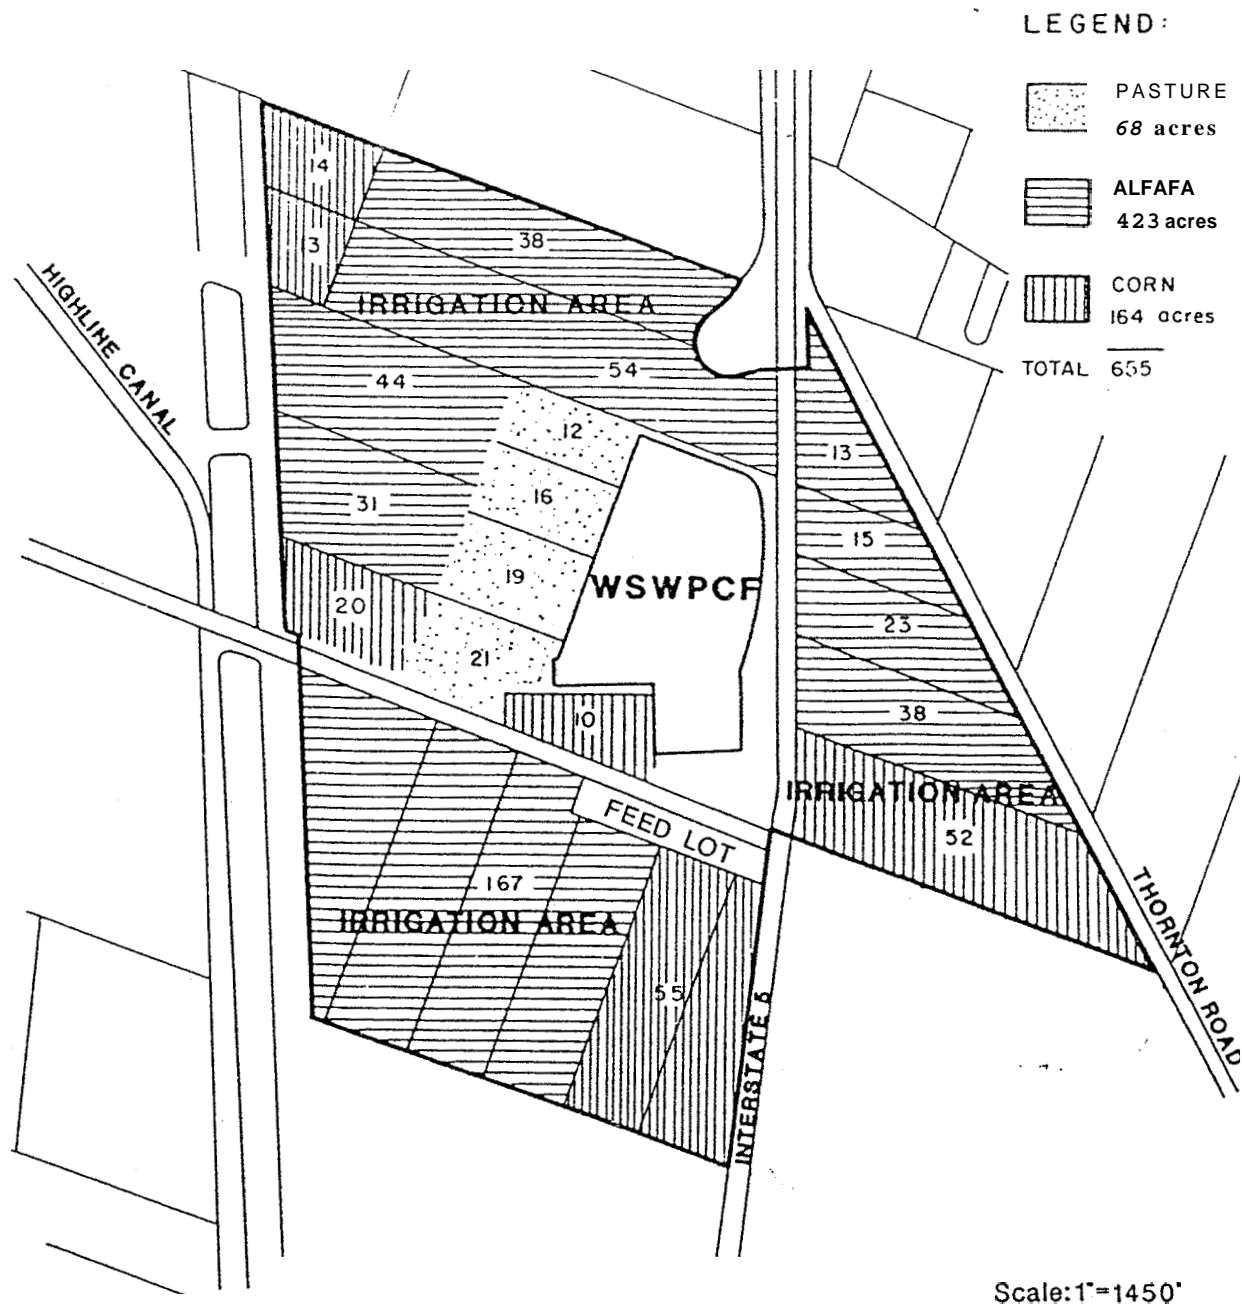 LEGEND:
PASTURE
68 acres
ALFAFA
423 acres
CORN
164 acres
TOTAL 655
14
13
38
IRRIGATION AREA
HIGHLINE CANAL
44
54
12
13
31
16
15
19
WSWPCF
20
23
21
10
38
IRRIGATION AREA
FEED LOT
52
167
IRRIGATION AREA
55
THORNTON ROAD
INTERSTATE 5
Scale: 1"=1450'